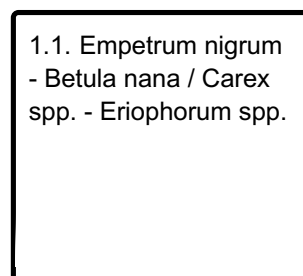 1.1. Empetrum nigrum
- Betula nana / Carex
spp. - Eriophorum spp.